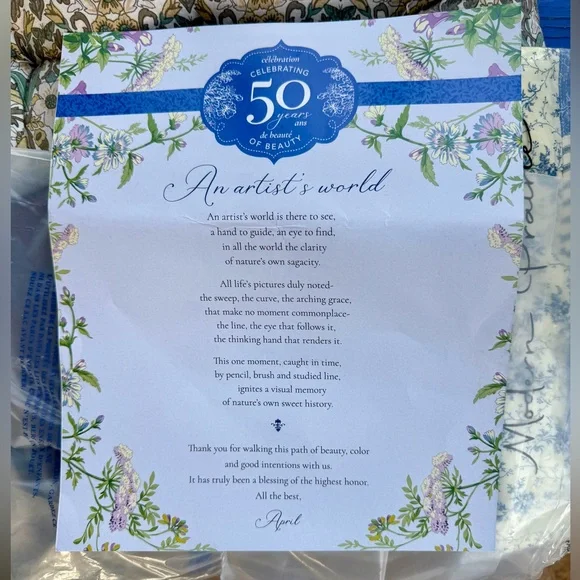 célébration
CELEBRATING
50
years
ans
de beauté
OF BEAUTY
An artist's world
An artist's world is there to see,
a hand to guide, an eye to find,
in all the world the clarity
of nature's own sagacity.
All life's pictures duly noted-
the sweep, the curve, the arching grace,
that make no moment commonplace-
the line, the eye that follows it,
the thinking hand that renders it.
This one moment, caught in time,
by pencil, brush and studied line,
ignites a visual memory
of nature's own sweet history.
Thank you for walking this path of beauty, color
and good intentions with us.
It has truly been a blessing of the highest honor.
All the best,
April
Modern Prairie